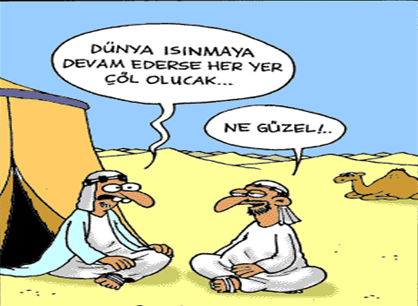 DÜNYA ISINMAYA
DEVAM EDERSE HER YER
ÇÖL OLUCAK...
NE GÜZEL!..